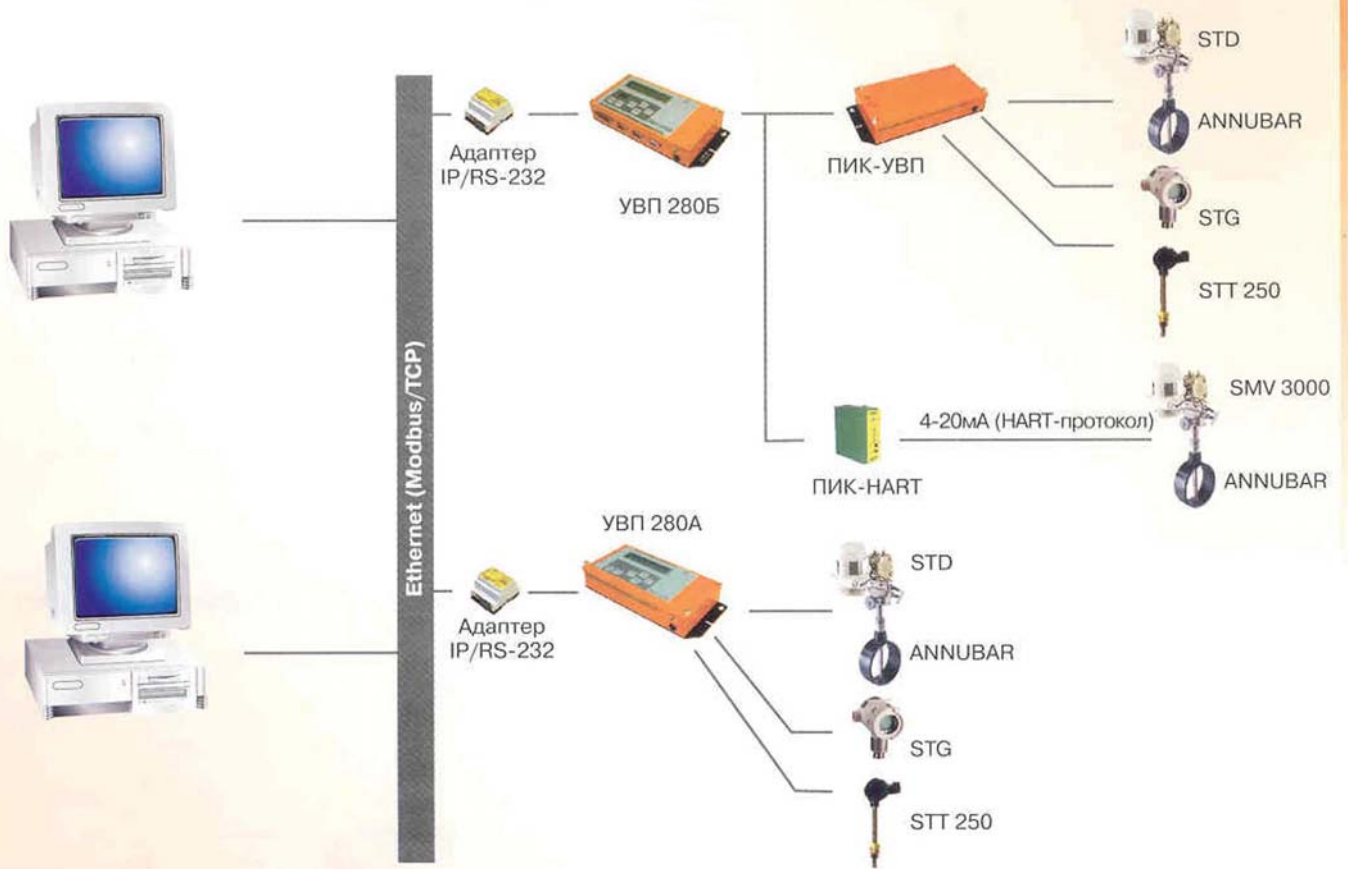 STD
ANNUBAR
Адаптер
IP/RS-232
УВП 280Б
ПИК-УВП
STG
STT 250
Ethernet (Modbus/TCP)
SMV 3000
4-20мА (HART-протокол)
ПИК-HART
ANNUBAR
УВП 280А
Адаптер
IP/RS-232
STD
ANNUBAR
STG
STT 250